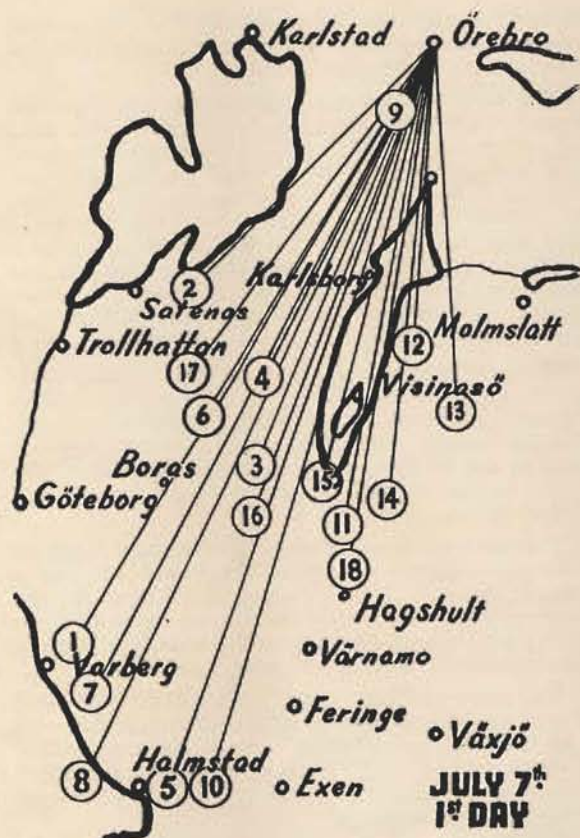 Karlstad
Örebro
9
Karlsborg
2
Satenas
Molmslatt
Trollhattan
12
17
4
Visingsö
6
13
3
15
Boras
14
Göteborg
16
11
18
Hagshult
1
Varberg
Värnamo
7
Feringe
Växjö
Halmstad
8
5
10
Exen
JULY 7th
1st DAY